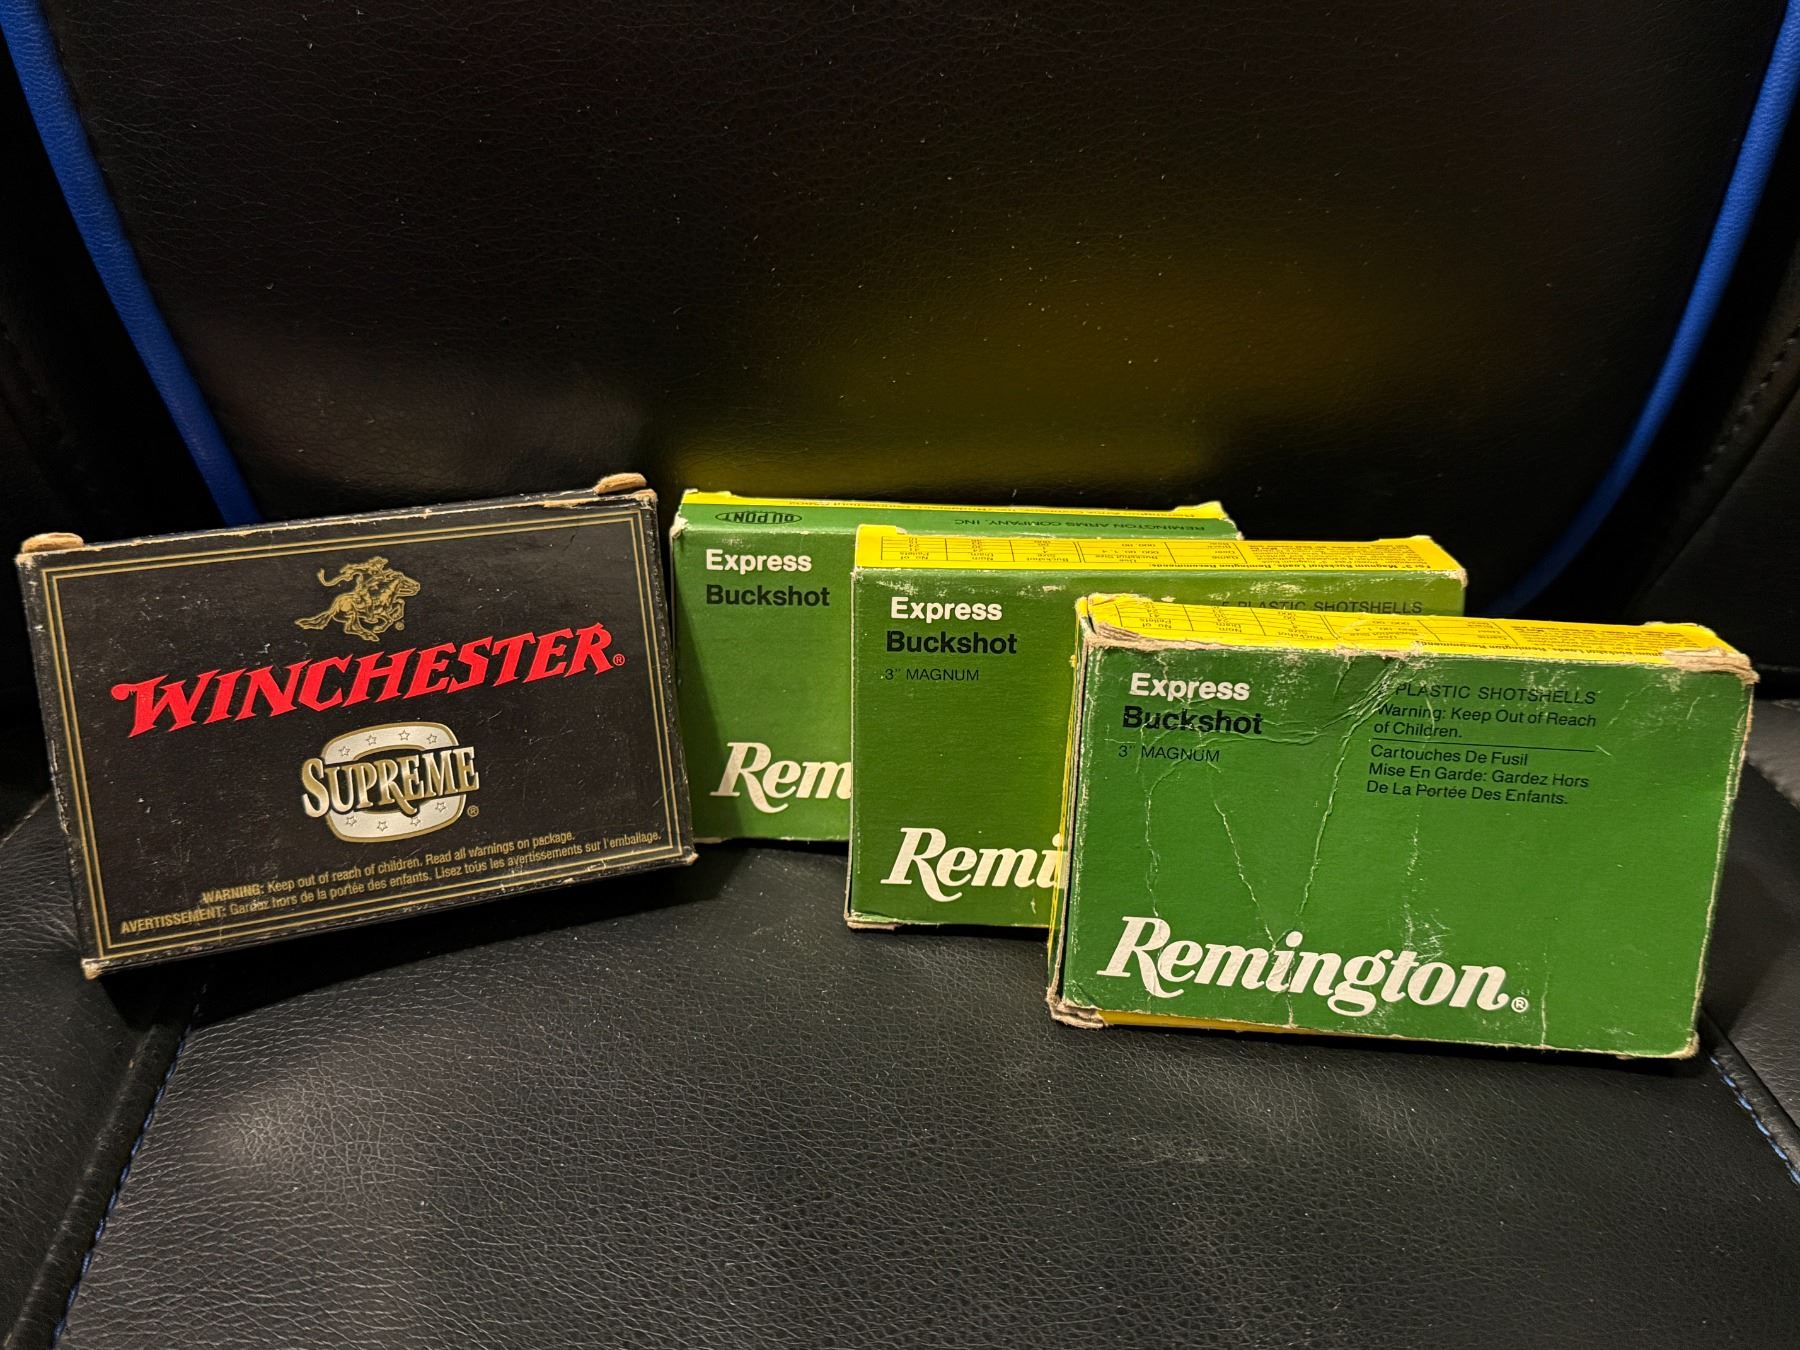 WINCHESTER®
SUPREME®
WARNING: Keep out of reach of children. Read all warnings on package.
AVERTISSEMENT: Gardez hors de la portée des enfants. Lisez tous les avertissements sur l'emballage.
DU PONT
REMINGTON ARMS COMPANY, INC
Express
Buckshot
Rem
Express
Buckshot
3" MAGNUM
PLASTIC SHOTSHELLS
Remi
Express
Buckshot
3" MAGNUM
PLASTIC SHOTSHELLS
Warning: Keep Out of Reach
of Children.
Cartouches De Fusil
Mise En Garde: Gardez Hors
De La Portée Des Enfants.
Remington®